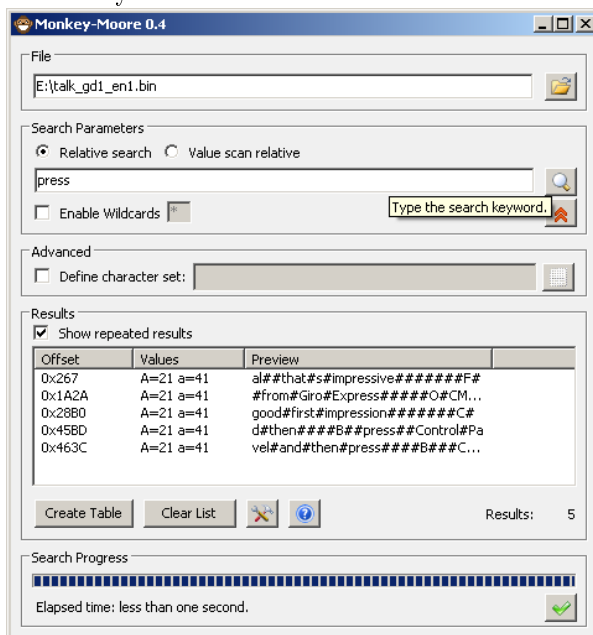 Monkey-Moore 0.4
File
E:\talk_gd1_en1.bin
Search Parameters
Relative search Value scan relative
press
Type the search keyword.
Enable Wildcards *
Advanced
Define character set:
Results
Show repeated results
Offset Values Preview
0x267 A=21 a=41 al##that#s#impressive#######F#
0x1A2A A=21 a=41 #from#Giro#Express#####O#CM...
0x28B0 A=21 a=41 good#first#impression#######C#
0x45BD A=21 a=41 d#then####B##press##Control#Pa
0x463C A=21 a=41 vel#and#then#press####B###C...
Create Table Clear List Results: 5
Search Progress
Elapsed time: less than one second.